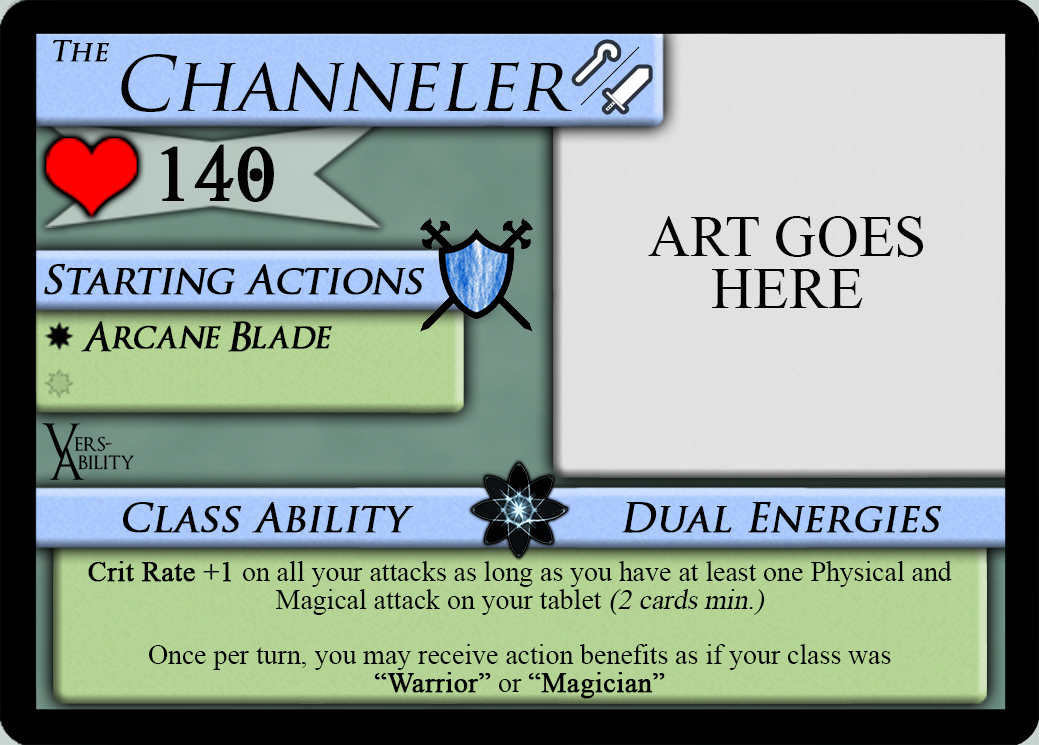 THE
CHANNELER
140
ART GOES
HERE
STARTING ACTIONS
ARCANE BLADE
VERS-
ABILITY
CLASS ABILITY
DUAL ENERGIES
Crit Rate +1 on all your attacks as long as you have at least one Physical and
Magical attack on your tablet (2 cards min.)
Once per turn, you may receive action benefits as if your class was
“Warrior” or “Magician”